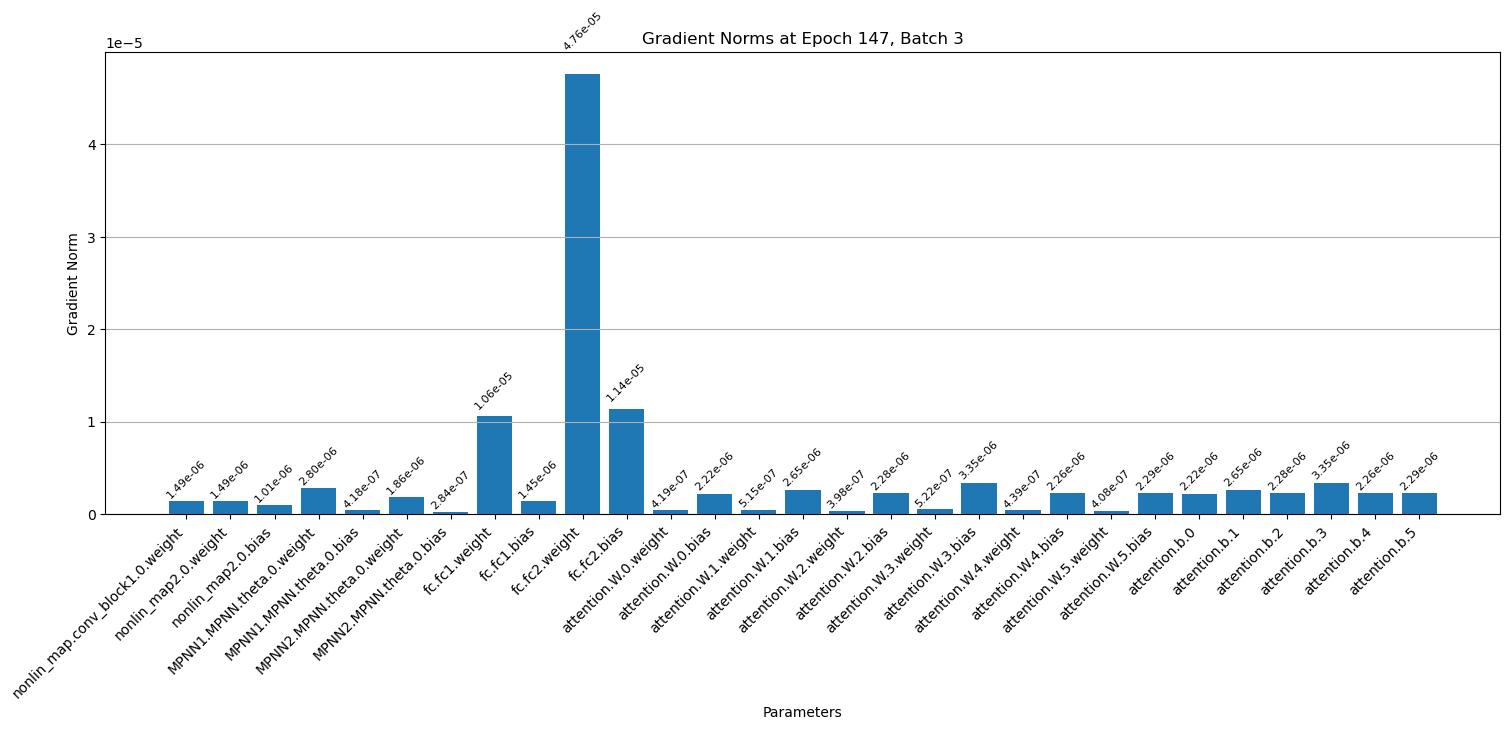 Gradient Norms at Epoch 147, Batch 3
1e−5
Gradient Norm
4
3
2
1
0
1.49e-06
1.49e-06
1.01e-06
2.80e-06
4.18e-07
1.86e-06
2.84e-07
1.06e-05
1.45e-06
4.76e-05
1.14e-05
4.19e-07
2.22e-06
5.15e-07
2.65e-06
3.98e-07
2.28e-06
5.22e-07
3.35e-06
4.39e-07
2.26e-06
4.08e-07
2.29e-06
2.22e-06
2.65e-06
2.28e-06
3.35e-06
2.26e-06
2.29e-06
nonlin_map.conv_block1.0.weight
nonlin_map2.0.weight
nonlin_map2.0.bias
MPNN1.MPNN.theta.0.weight
MPNN1.MPNN.theta.0.bias
MPNN2.MPNN.theta.0.weight
MPNN2.MPNN.theta.0.bias
fc.fc1.weight
fc.fc1.bias
fc.fc2.weight
fc.fc2.bias
attention.W.0.weight
attention.W.0.bias
attention.W.1.weight
attention.W.1.bias
attention.W.2.weight
attention.W.2.bias
attention.W.3.weight
attention.W.3.bias
attention.W.4.weight
attention.W.4.bias
attention.W.5.weight
attention.W.5.bias
attention.b.0
attention.b.1
attention.b.2
attention.b.3
attention.b.4
attention.b.5
Parameters